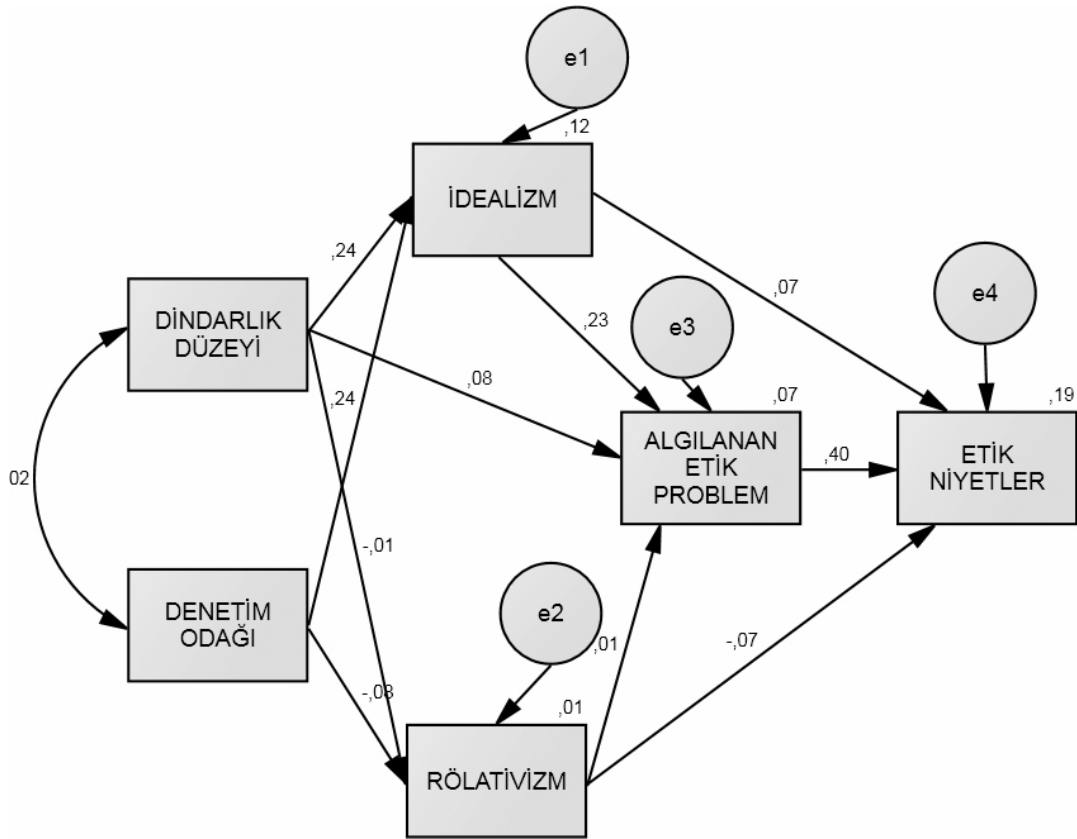 e1
,12
İDEALİZM
,24
,07
e4
DİNDARLIK
DÜZEYİ
,23
e3
,24
,08
,07
,19
ALGILANAN
ETİK
PROBLEM
,40
ETİK
NİYETLER
02
-,01
DENETİM
ODAĞI
e2
,01
-,07
-,08
,01
RÖLATİVİZM